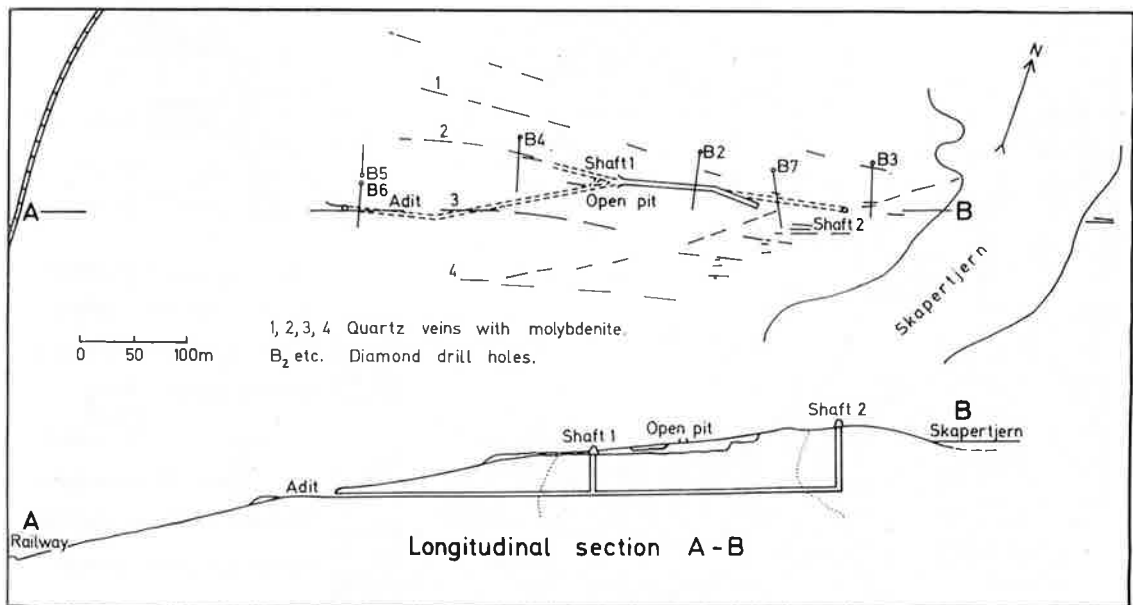 N
1
2
B4
Shaft 1
B2
B7
B3
B5
B6
Adit
3
Open pit
A
B
Shaft 2
4
Skapertjern
0 50 100m
1, 2, 3, 4 Quartz veins with molybdenite.
B2 etc. Diamond drill holes.
Shaft 2
B
Shaft 1
Open pit
Skapertjern
Adit
A
Railway
Longitudinal section A - B